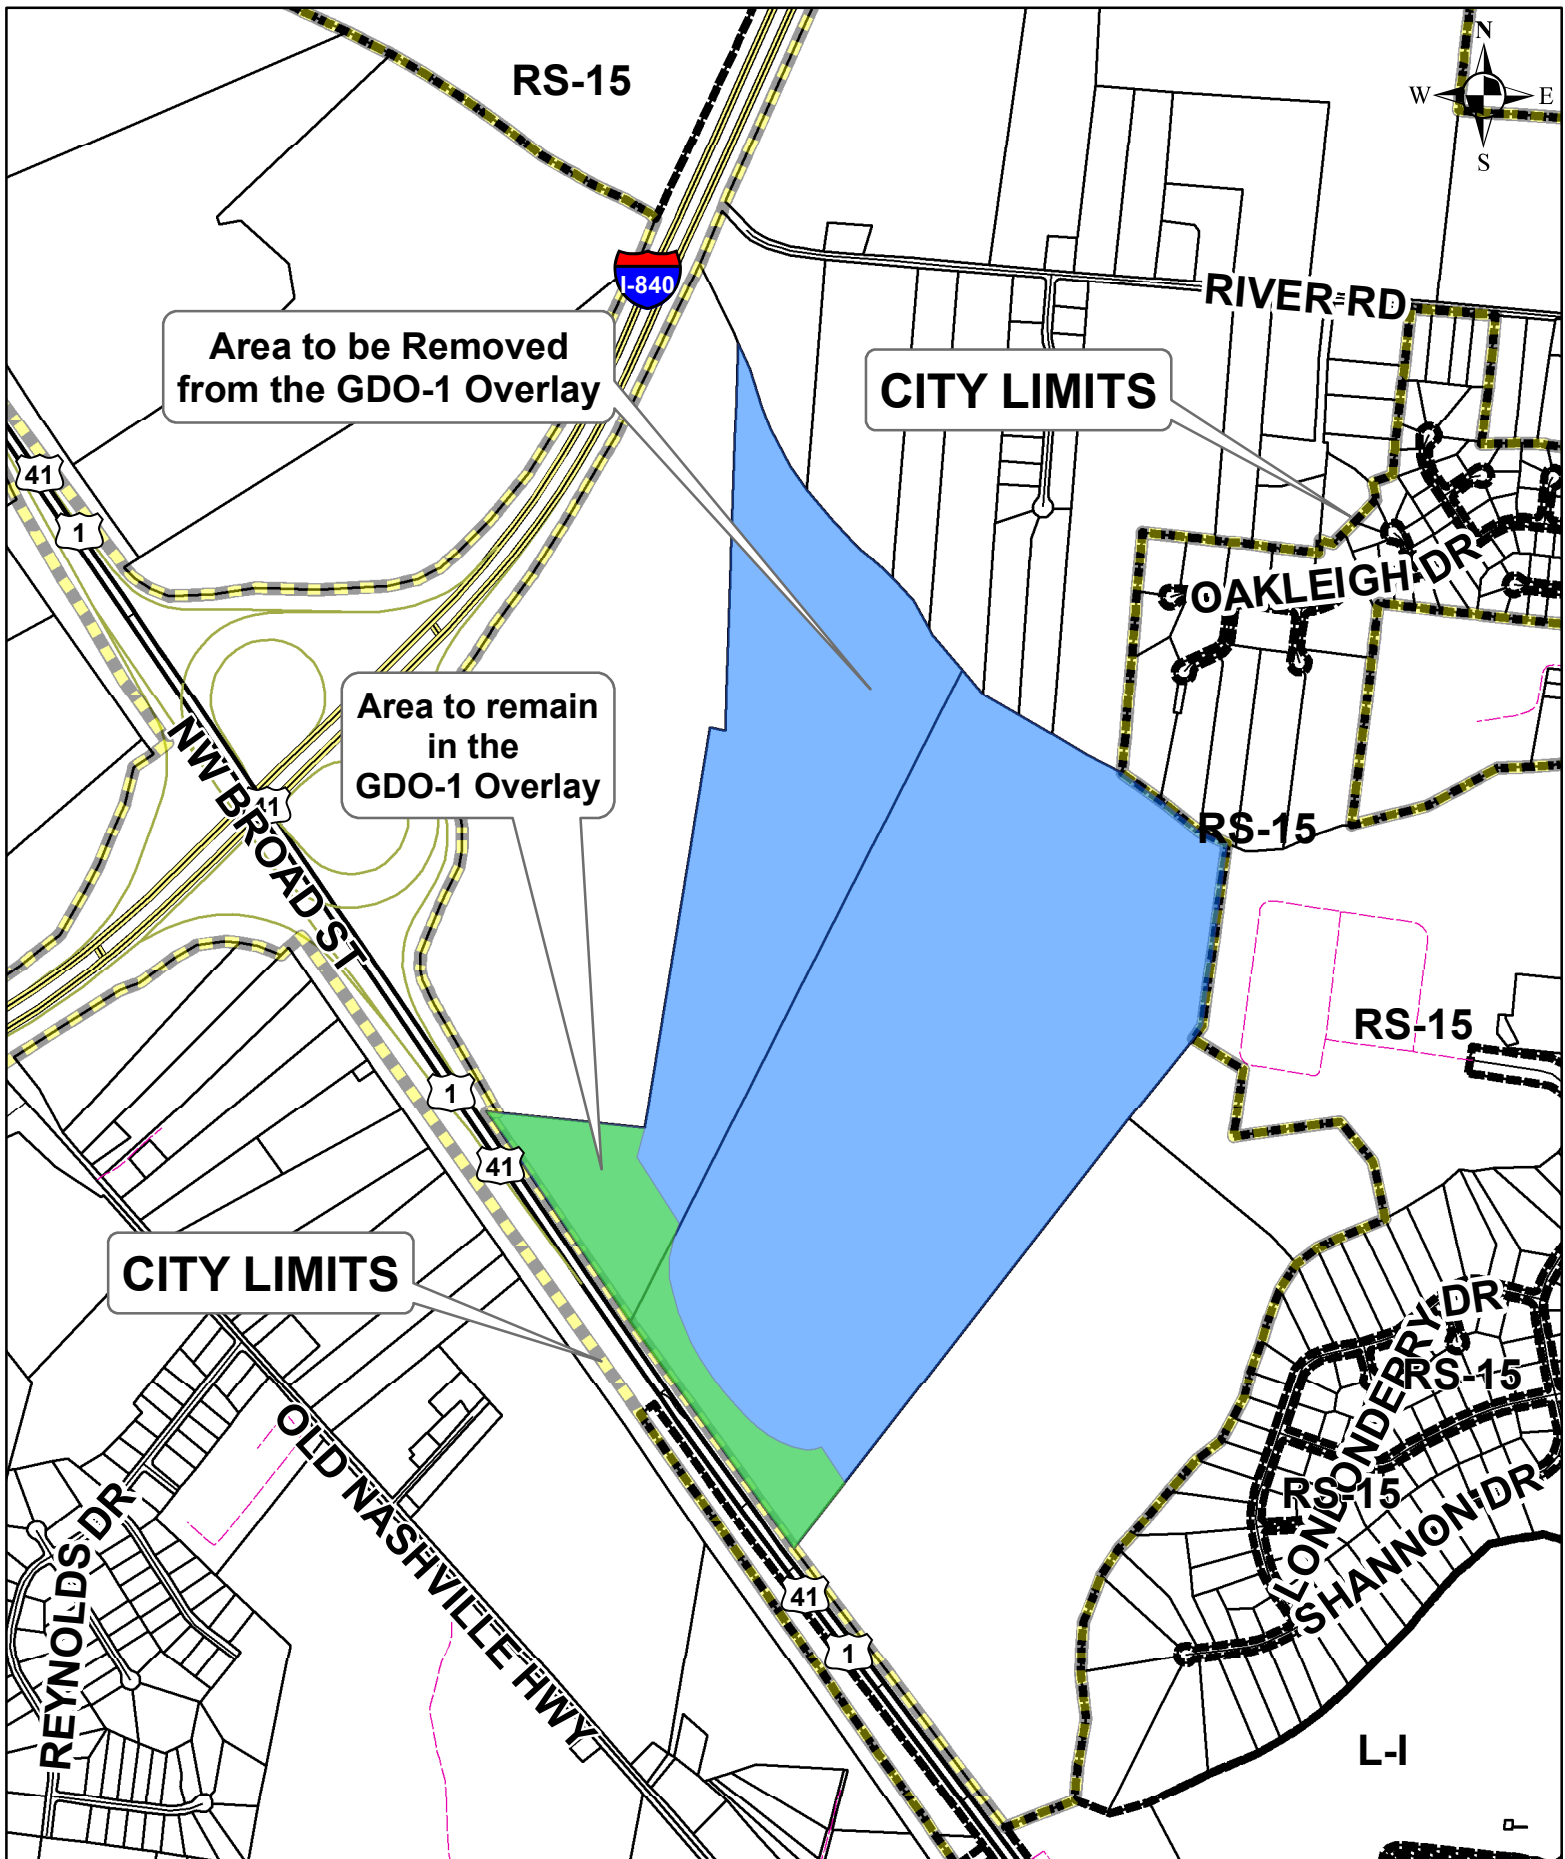 RS-15
N
W
E
S
I-840
RIVER RD
Area to be Removed
from the GDO-1 Overlay
CITY LIMITS
41
1
OAKLEIGH DR
Area to remain
in the
GDO-1 Overlay
NW BROAD ST
41
RS-15
RS-15
1
41
CITY LIMITS
LONDONDERRY DR
RS-15
OLD NASHVILLE HWY
RS-15
SHANNON DR
REYNOLDS DR
41
1
L-I